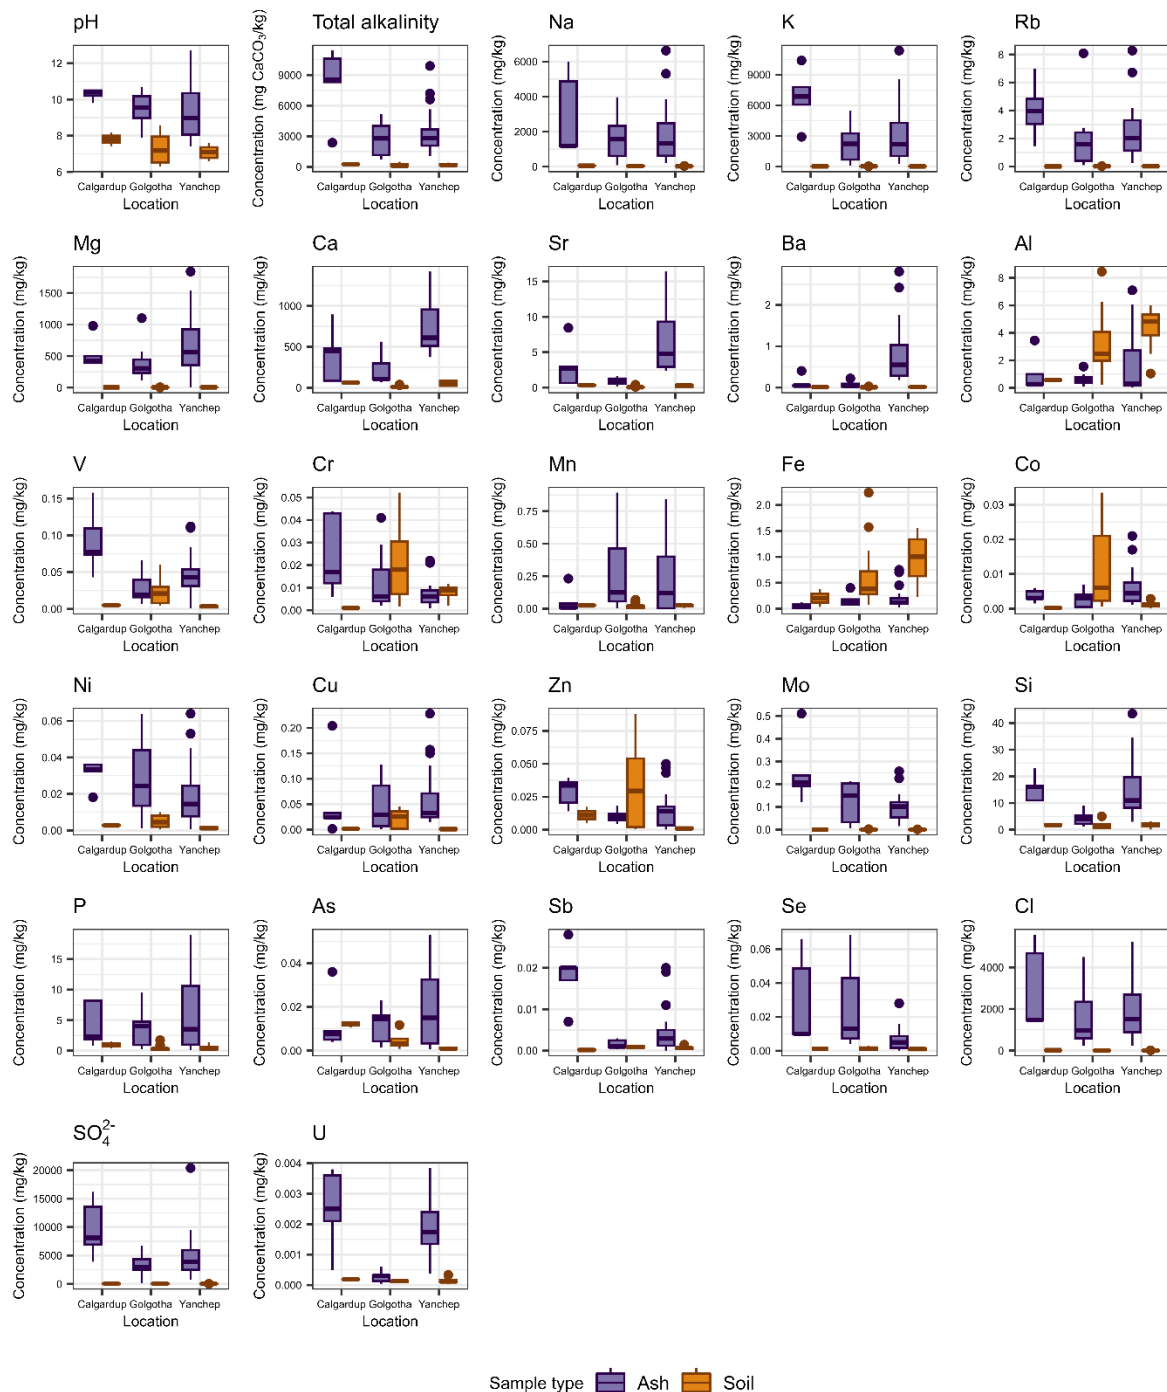 pH Total alkalinity Na K Rb
Concentration (mg CaCO3/kg) Concentration (mg/kg) Concentration (mg/kg) Concentration (mg/kg)
12 9000 6000 10000 8
10 6000 4000 7500 6
8 3000 2000 5000 4
6 0 0 2500 2
0 0
Calgardup Golgotha Yanchep Calgardup Golgotha Yanchep Calgardup Golgotha Yanchep Calgardup Golgotha Yanchep Calgardup Golgotha Yanchep
Location Location Location Location Location
Mg Ca Sr Ba Al
Concentration (mg/kg) Concentration (mg/kg) Concentration (mg/kg) Concentration (mg/kg) Concentration (mg/kg)
1500 1000 15 2 8
1000 500 10 1 6
500 0 5 0 4
0 0 2
0
Calgardup Golgotha Yanchep Calgardup Golgotha Yanchep Calgardup Golgotha Yanchep Calgardup Golgotha Yanchep Calgardup Golgotha Yanchep
Location Location Location Location Location
V Cr Mn Fe Co
Concentration (mg/kg) Concentration (mg/kg) Concentration (mg/kg) Concentration (mg/kg) Concentration (mg/kg)
0.15 0.05 0.75 2.0 0.03
0.10 0.04 0.50 1.5 0.02
0.05 0.03 0.25 1.0 0.01
0.00 0.02 0.00 0.5 0.00
0.01 0.0
0.00
Calgardup Golgotha Yanchep Calgardup Golgotha Yanchep Calgardup Golgotha Yanchep Calgardup Golgotha Yanchep Calgardup Golgotha Yanchep
Location Location Location Location Location
Ni Cu Zn Mo Si
Concentration (mg/kg) Concentration (mg/kg) Concentration (mg/kg) Concentration (mg/kg) Concentration (mg/kg)
0.06 0.20 0.075 0.5 40
0.04 0.15 0.050 0.4 30
0.02 0.10 0.025 0.3 20
0.00 0.05 0.000 0.2 10
0.00 0.1 0
0.0
Calgardup Golgotha Yanchep Calgardup Golgotha Yanchep Calgardup Golgotha Yanchep Calgardup Golgotha Yanchep Calgardup Golgotha Yanchep
Location Location Location Location Location
P As Sb Se Cl
Concentration (mg/kg) Concentration (mg/kg) Concentration (mg/kg) Concentration (mg/kg) Concentration (mg/kg)
15 0.04 0.02 0.06 4000
10 0.02 0.01 0.04 2000
5 0.00 0.00 0.02 0
0 0.00
Calgardup Golgotha Yanchep Calgardup Golgotha Yanchep Calgardup Golgotha Yanchep Calgardup Golgotha Yanchep Calgardup Golgotha Yanchep
Location Location Location Location Location
SO4 2- U
Concentration (mg/kg) Concentration (mg/kg)
20000 0.004
15000 0.003
10000 0.002
5000 0.001
0 0.000
Calgardup Golgotha Yanchep Calgardup Golgotha Yanchep
Location Location
Sample type Ash Soil